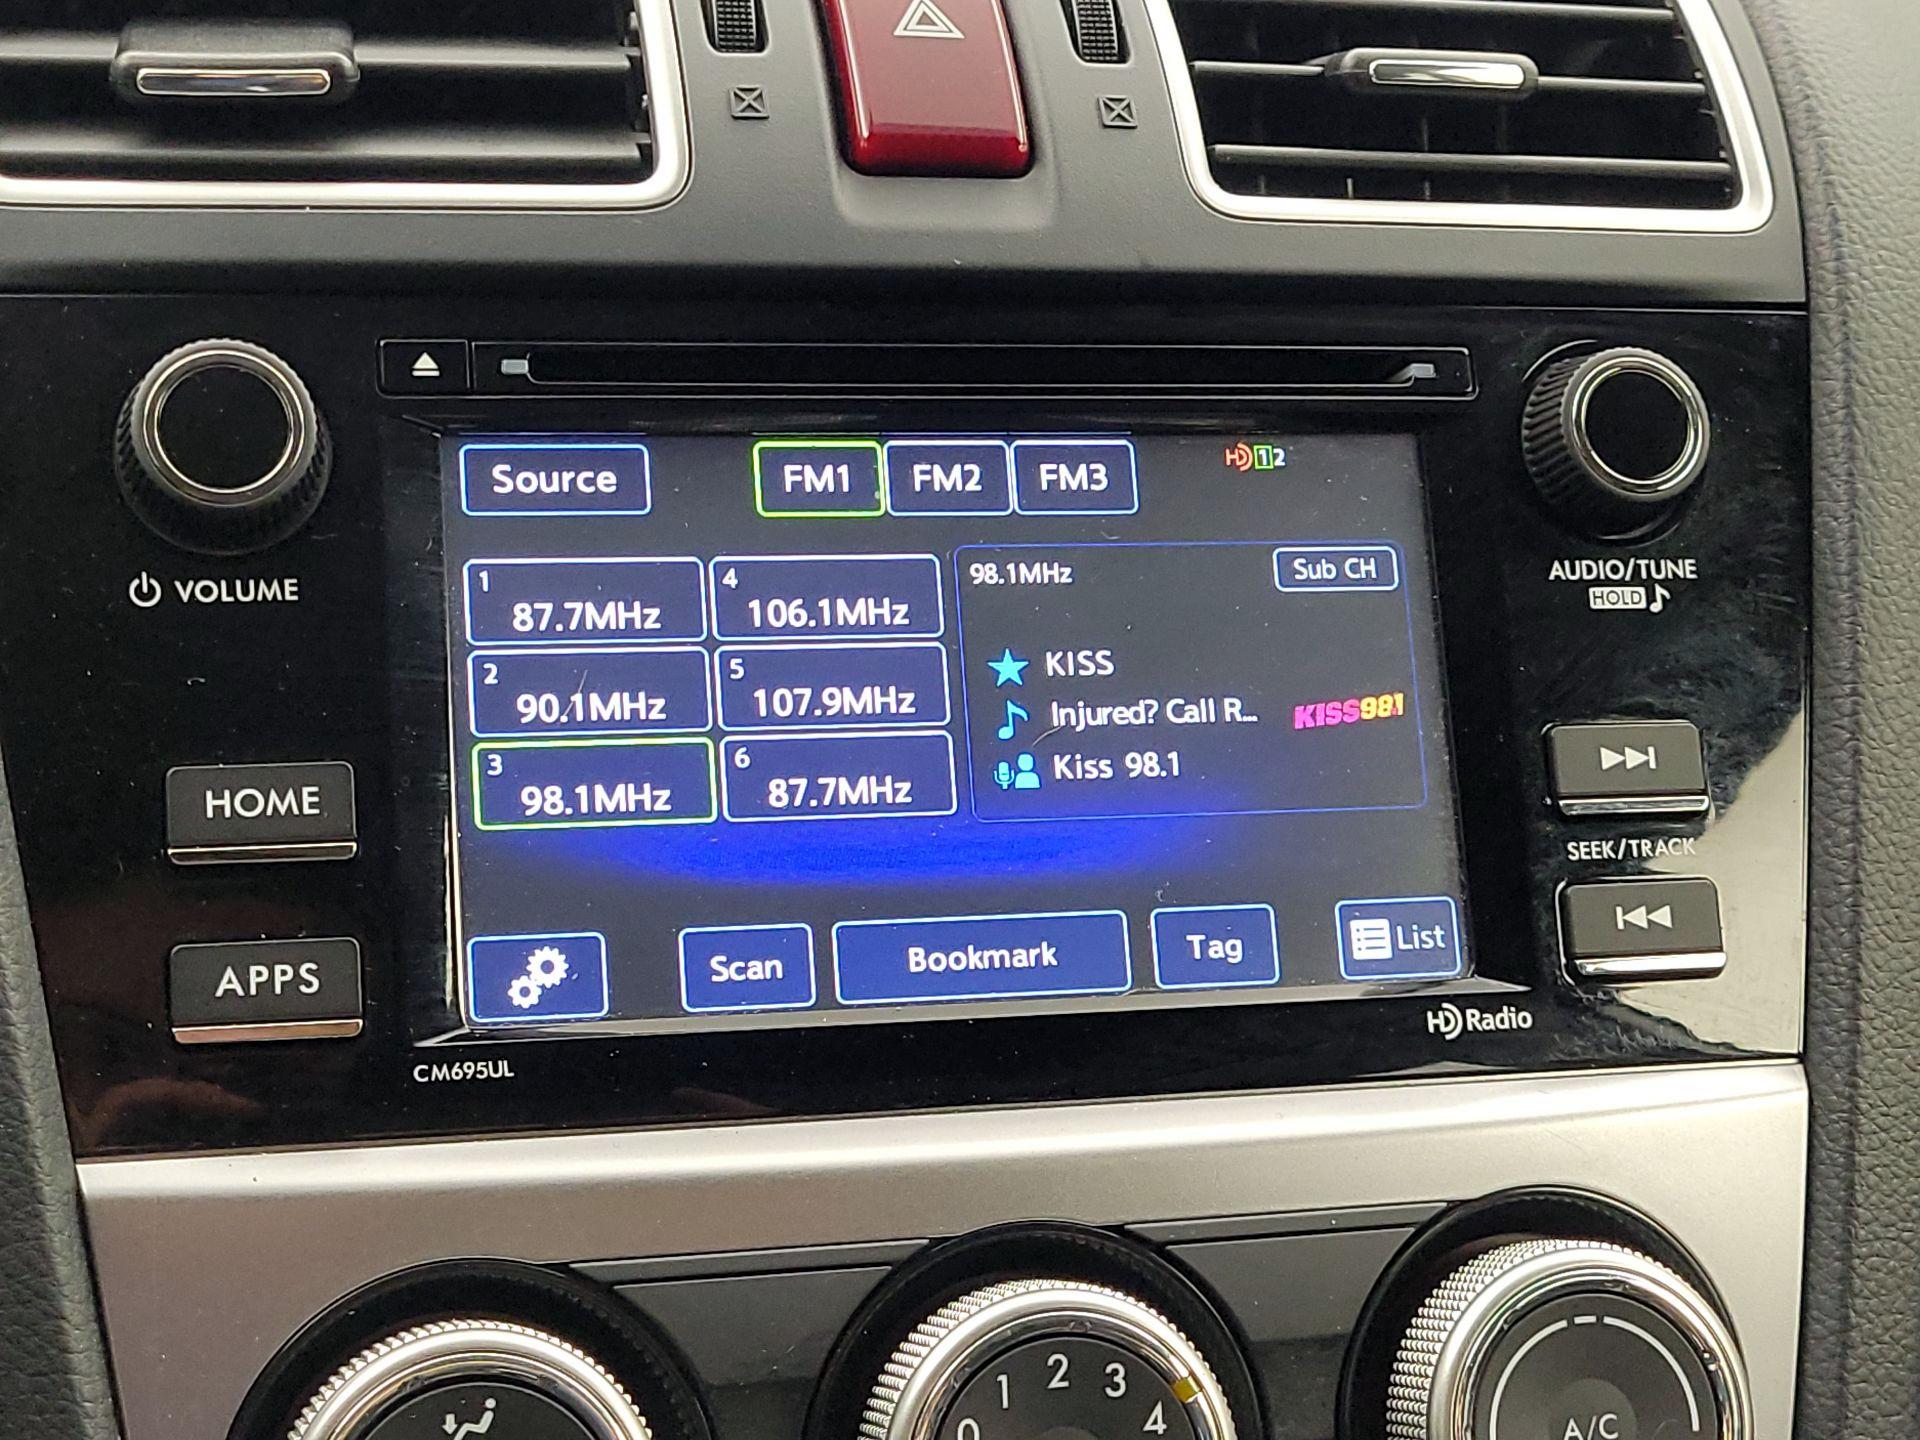 Source
FM1
FM2
FM3
HD 12
1
87.7MHz
4
106.1MHz
2
90.1MHz
5
107.9MHz
3
98.1MHz
6
87.7MHz
98.1MHz
Sub CH
KISS
Injured? Call R...
KISS98.1
Kiss 98.1
Scan
Bookmark
Tag
List
VOLUME
HOME
APPS
AUDIO/TUNE
HOLD
SEEK/TRACK
CM695UL
HD Radio
0 1 2 3 4
A/C